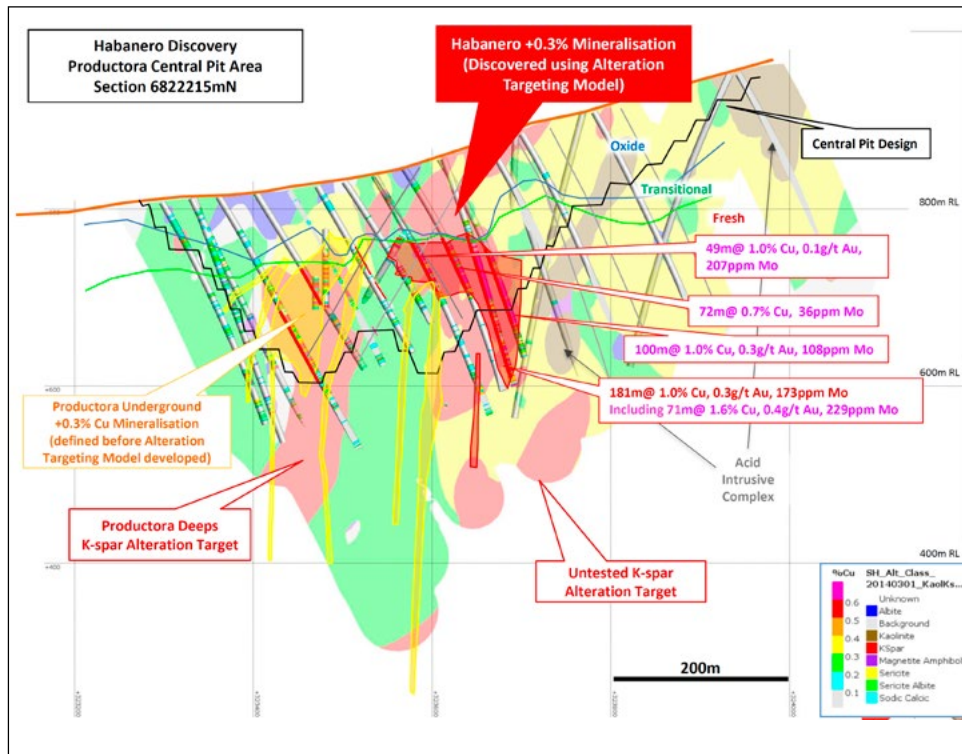 Habanero Discovery
Productora Central Pit Area
Section 6822215mN
Habanero +0.3% Mineralisation
(Discovered using Alteration
Targeting Model)
Central Pit Design
Oxide
Transitional
Fresh
800m RL
49m@ 1.0% Cu, 0.1g/t Au,
207ppm Mo
72m@ 0.7% Cu, 36ppm Mo
100m@ 1.0% Cu, 0.3g/t Au, 108ppm Mo
600m RL
181m@ 1.0% Cu, 0.3g/t Au, 173ppm Mo
Including 71m@ 1.6% Cu, 0.4g/t Au, 229ppm Mo
Productora Underground
+0.3% Cu Mineralisation
(defined before Alteration
Targeting Model developed)
Acid
Intrusive
Complex
Productora Deeps
K-spar Alteration Target
Untested K-spar
Alteration Target
+400
400m RL
200m
%Cu
0.6
0.5
0.4
0.3
0.2
0.1
SH_Alt_Class_
20140301_KaolKs...
Unknown
Albite
Background
Kaolinite
KSpar
Magnetite Amphibol
Sericite
Sericite Albite
Sodic Calcic